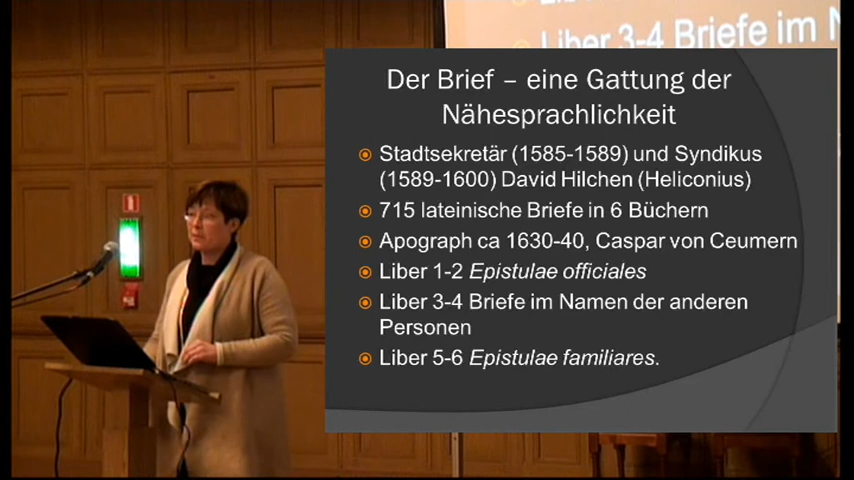 Liber 3-4 Briefe im N
Der Brief – eine Gattung der
Nähesprachlichkeit
Stadtsekretär (1585-1589) und Syndikus
(1589-1600) David Hilchen (Heliconius)
715 lateinische Briefe in 6 Büchern
Apograph ca 1630-40, Caspar von Ceumern
Liber 1-2 Epistulae officiales
Liber 3-4 Briefe im Namen der anderen
Personen
Liber 5-6 Epistulae familiares.